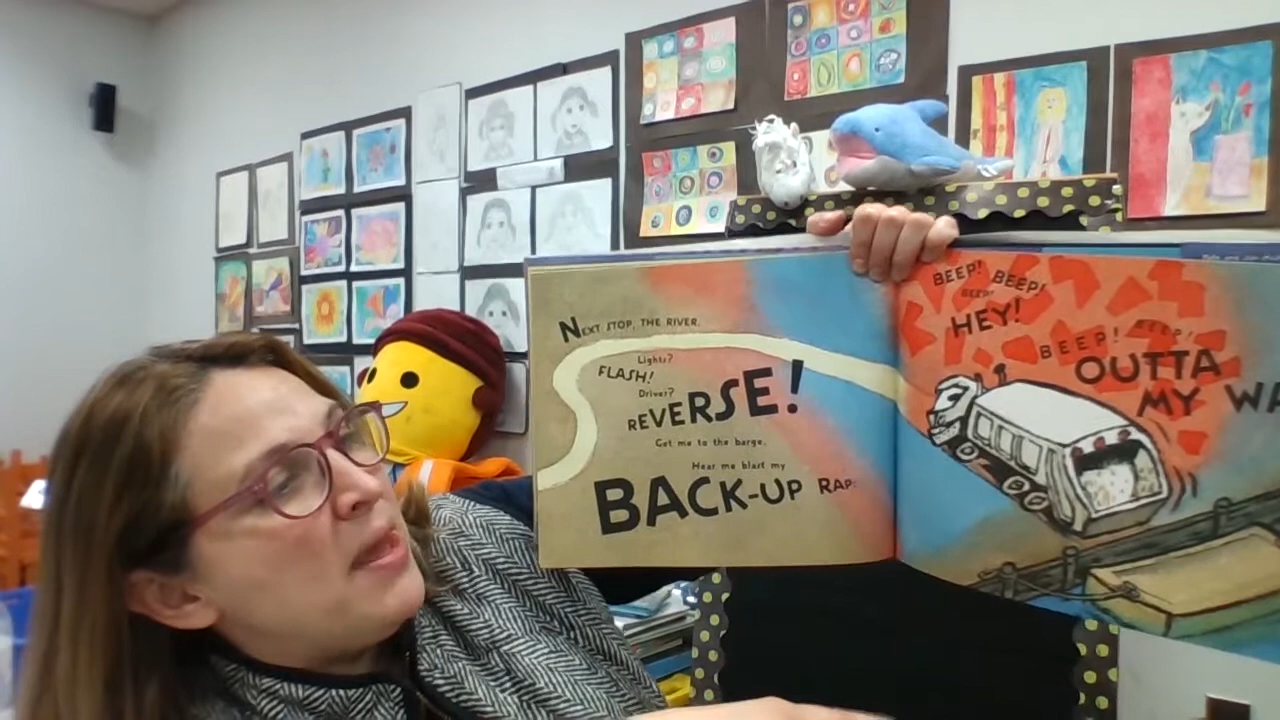 NEXT STOP, THE RIVER.
Lights?
FLASH!
Driver?
REVERSE!
Get me to the barge.
Hear me blast my
BACK-UP RAP:
BEEP! BEEP!
BEEP!
HEY!
BEEP! BEEP!
OUTTA
MY WA